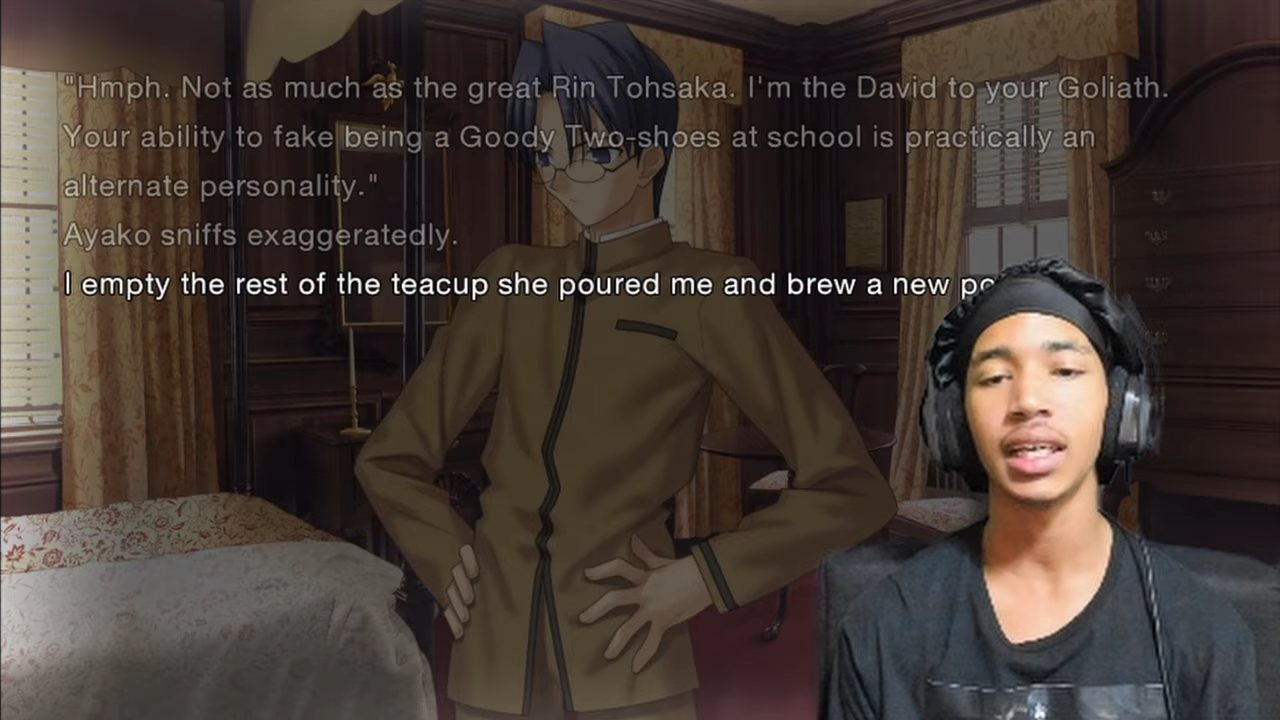 "Hmph. Not as much as the great Rin Tohsaka. I'm the David to your Goliath.
Your ability to fake being a Goody Two-shoes at school is practically an
alternate personality."
Ayako sniffs exaggeratedly.
I empty the rest of the teacup she poured me and brew a new